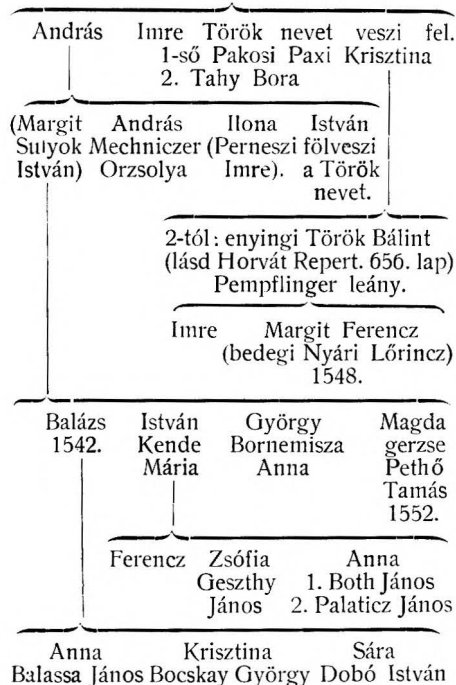 András Imre Török nevet veszi fel.
1-ső Pakosi Paxi Krisztina
2. Tahy Bora
(Margit András Ilona István
Sulyok Mechniczer (Perneszi fölveszi
István) Orzsolya Imre). a Török
nevet.
2-tól: enyingi Török Bálint
(lásd Horvát Repert. 656. lap)
Pempflinger leány.
Imre Margit Ferencz
(bedegi Nyári Lőrincz)
1548.
Balázs István György Magda
1542. Kende Bornemisza gerzse
Mária Anna Pethő
Tamás
1552.
Ferencz Zsófia Anna
Geszthy 1. Both János
János 2. Palaticz János
Anna Krisztina Sára
Balassa János Bocskay György Dobó István